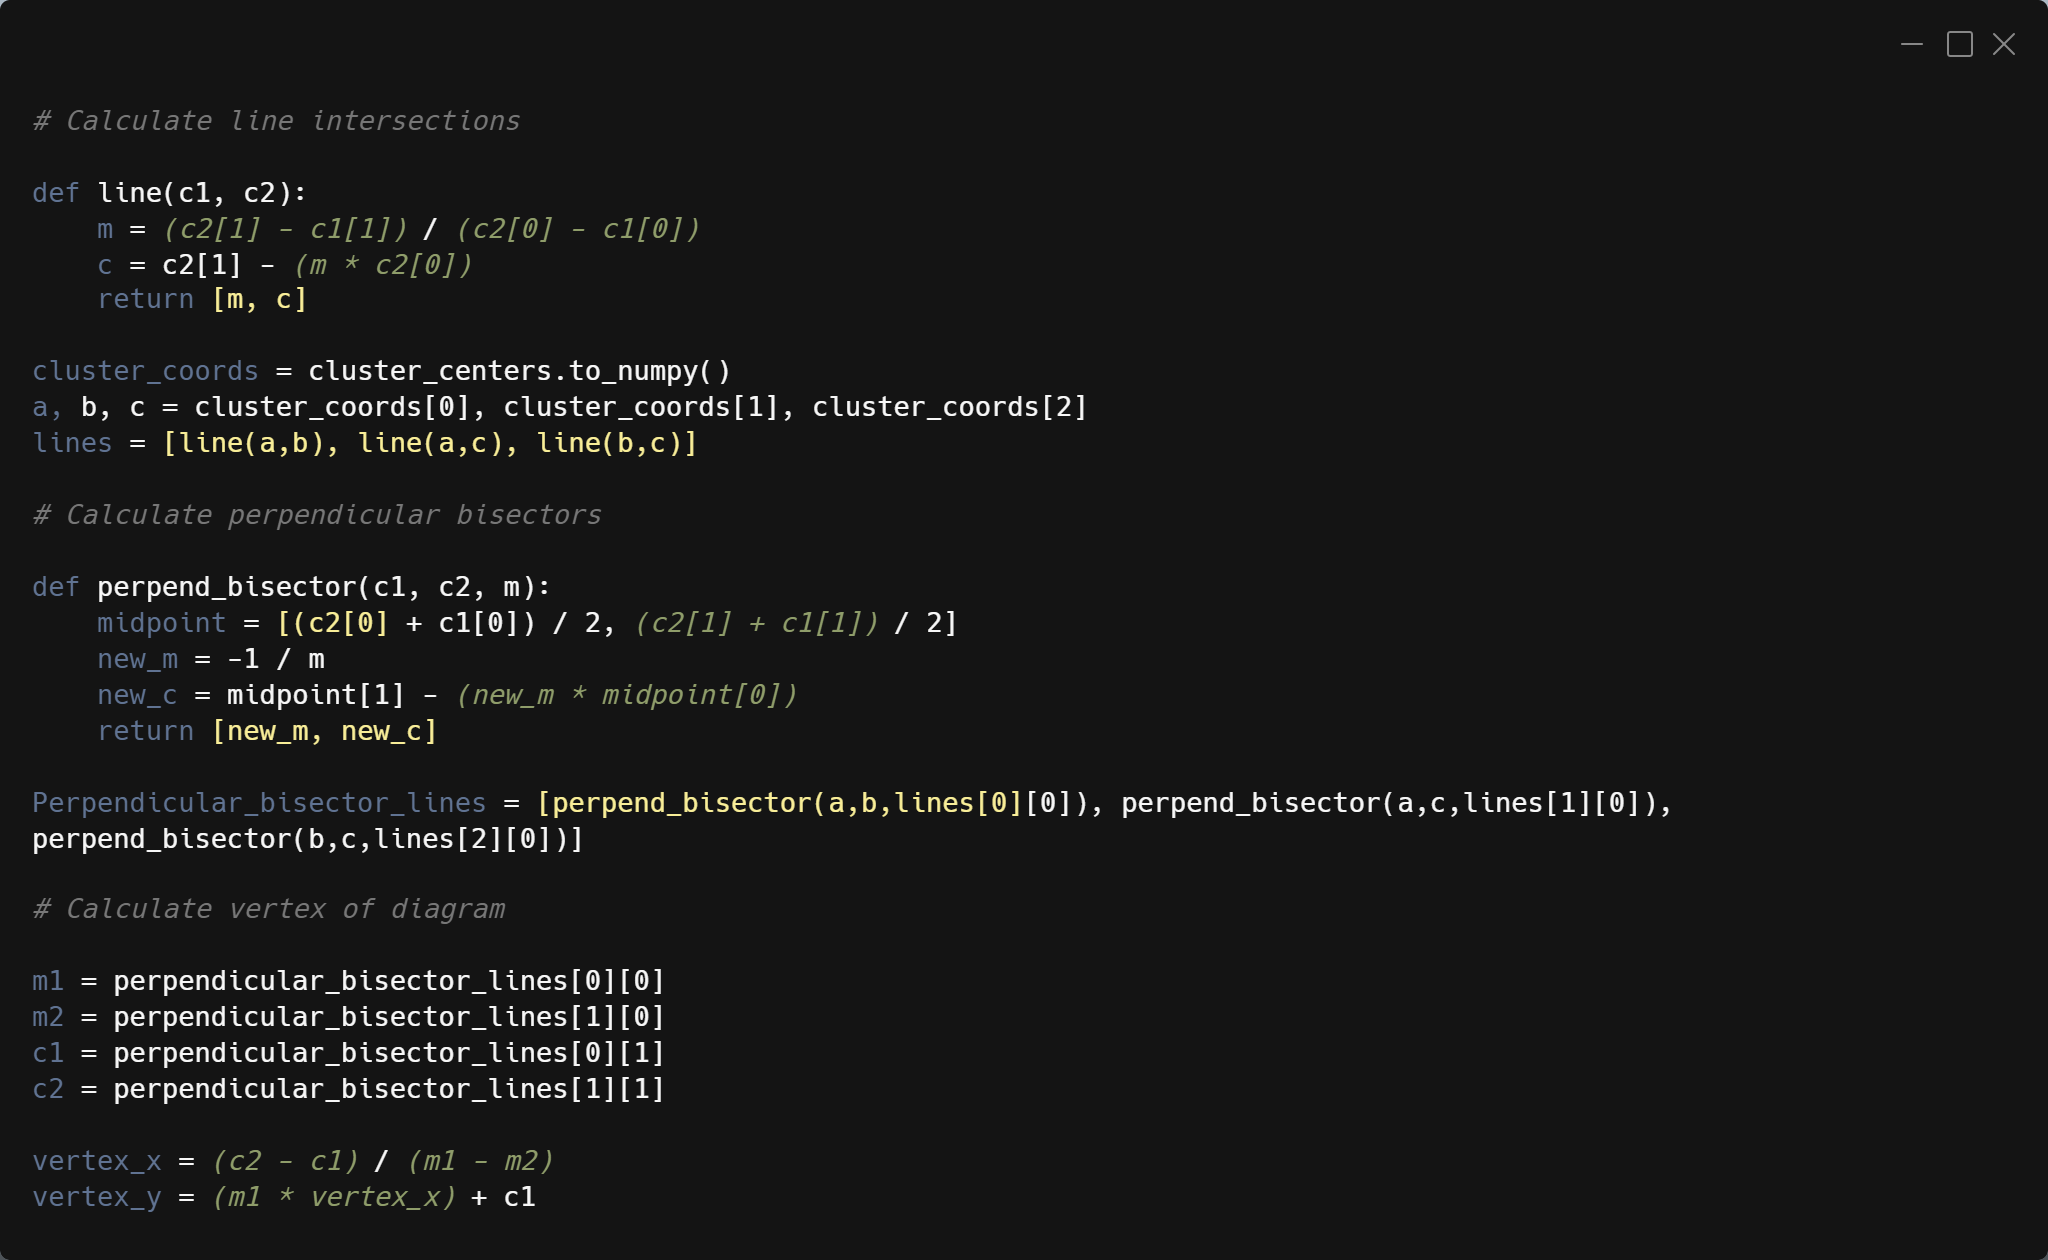 # Calculate line intersections
def line(c1, c2):
    m = (c2[1] - c1[1]) / (c2[0] - c1[0])
    c = c2[1] - (m * c2[0])
    return [m, c]
cluster_coords = cluster_centers.to_numpy()
a, b, c = cluster_coords[0], cluster_coords[1], cluster_coords[2]
lines = [line(a,b), line(a,c), line(b,c)]
# Calculate perpendicular bisectors
def perpend_bisector(c1, c2, m):
    midpoint = [(c2[0] + c1[0]) / 2, (c2[1] + c1[1]) / 2]
    new_m = -1 / m
    new_c = midpoint[1] - (new_m * midpoint[0])
    return [new_m, new_c]
Perpendicular_bisector_lines = [perpend_bisector(a,b,lines[0][0]), perpend_bisector(a,c,lines[1][0]),
perpend_bisector(b,c,lines[2][0])]
# Calculate vertex of diagram
m1 = perpendicular_bisector_lines[0][0]
m2 = perpendicular_bisector_lines[1][0]
c1 = perpendicular_bisector_lines[0][1]
c2 = perpendicular_bisector_lines[1][1]
vertex_x = (c2 - c1) / (m1 - m2)
vertex_y = (m1 * vertex_x) + c1